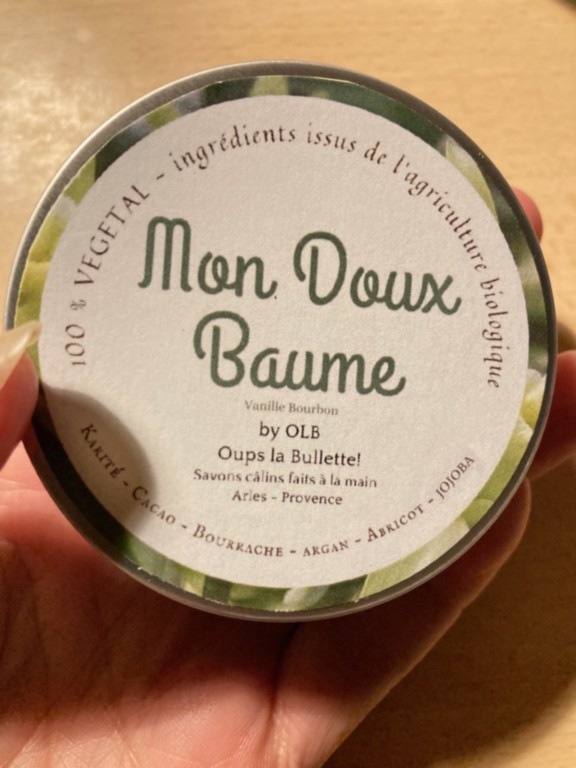 100 % VEGETAL - ingrédients issus de l'agriculture biologique
Mon Doux
Baume
Vanille Bourbon
by OLB
Oups la Bullette!
Savons câlins faits à la main
Arles - Provence
KARITÉ - CACAO - BOURRACHE - ARGAN - ABRICOT - JOJOBA